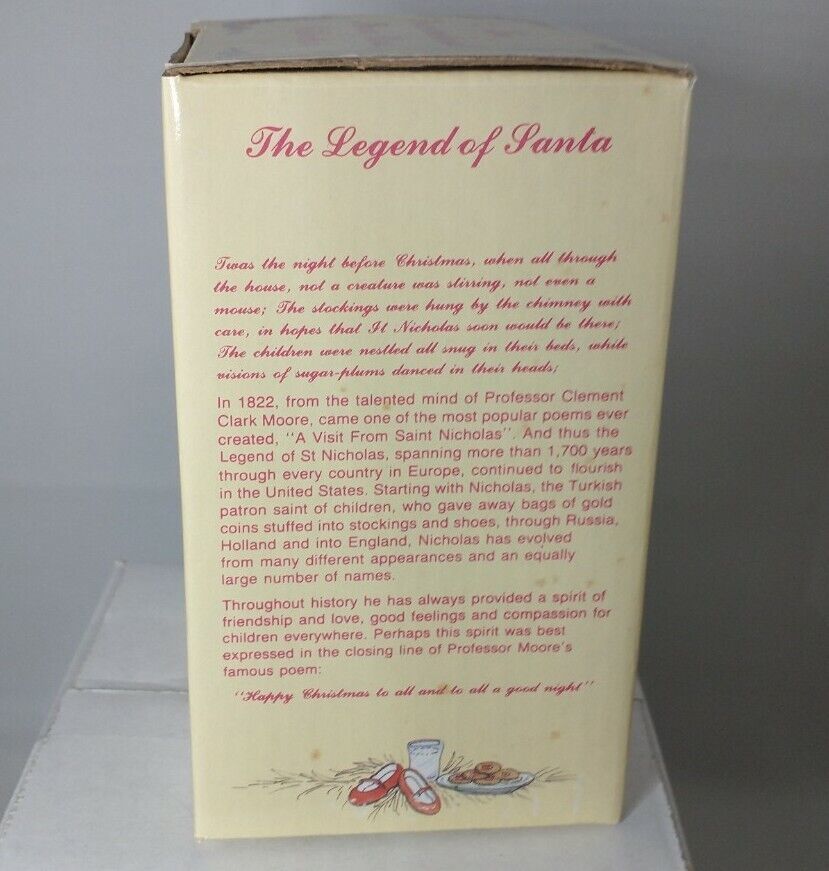 The Legend of Santa
Twas the night before Christmas, when all through
the house, not a creature was stirring, not even a
mouse; The stockings were hung by the chimney with
care, in hopes that St Nicholas soon would be there;
The children were nestled all snug in their beds, while
visions of sugar-plums danced in their heads;
In 1822, from the talented mind of Professor Clement
Clark Moore, came one of the most popular poems ever
created, "A Visit From Saint Nicholas". And thus the
Legend of St Nicholas, spanning more than 1,700 years
through every country in Europe, continued to flourish
in the United States. Starting with Nicholas, the Turkish
patron saint of children, who gave away bags of gold
coins stuffed into stockings and shoes, through Russia,
Holland and into England, Nicholas has evolved
from many different appearances and an equally
large number of names.
Throughout history he has always provided a spirit of
friendship and love, good feelings and compassion for
children everywhere. Perhaps this spirit was best
expressed in the closing line of Professor Moore's
famous poem:
"Happy Christmas to all and to all a good night"